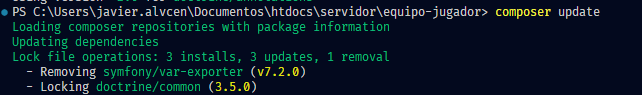 PS C:\Users\javier.alvcen\Documentos\htdocs\servidor\equipo-jugador> composer update
Loading composer repositories with package information
Updating dependencies
Lock file operations: 3 installs, 3 updates, 1 removal
  - Removing symfony/var-exporter (v7.2.0)
  - Locking doctrine/common (3.5.0)